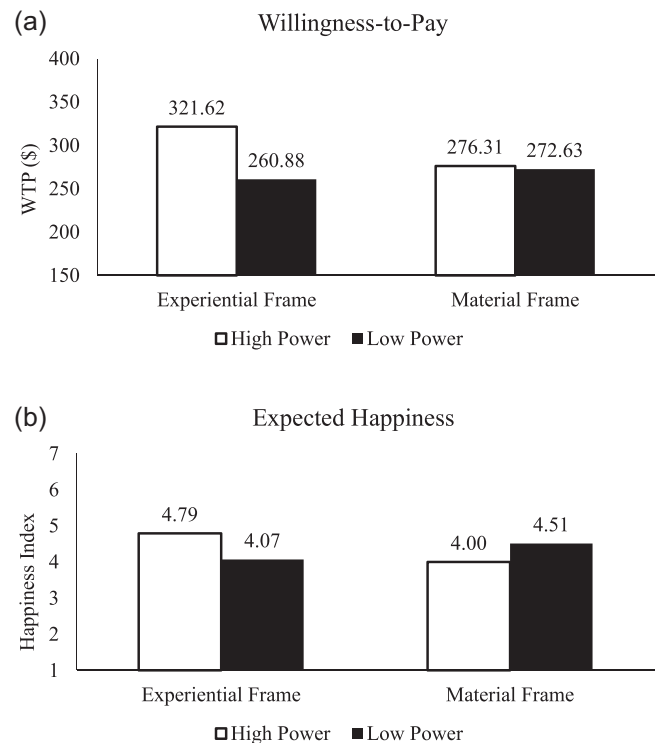 (a)
Willingness-to-Pay
400
350
300
250
200
150
WTP ($)
321.62
260.88
276.31
272.63
Experiential Frame
Material Frame
High Power Low Power
(b)
Expected Happiness
7
6
5
4
3
2
1
Happiness Index
4.79
4.07
4.00
4.51
Experiential Frame
Material Frame
High Power Low Power